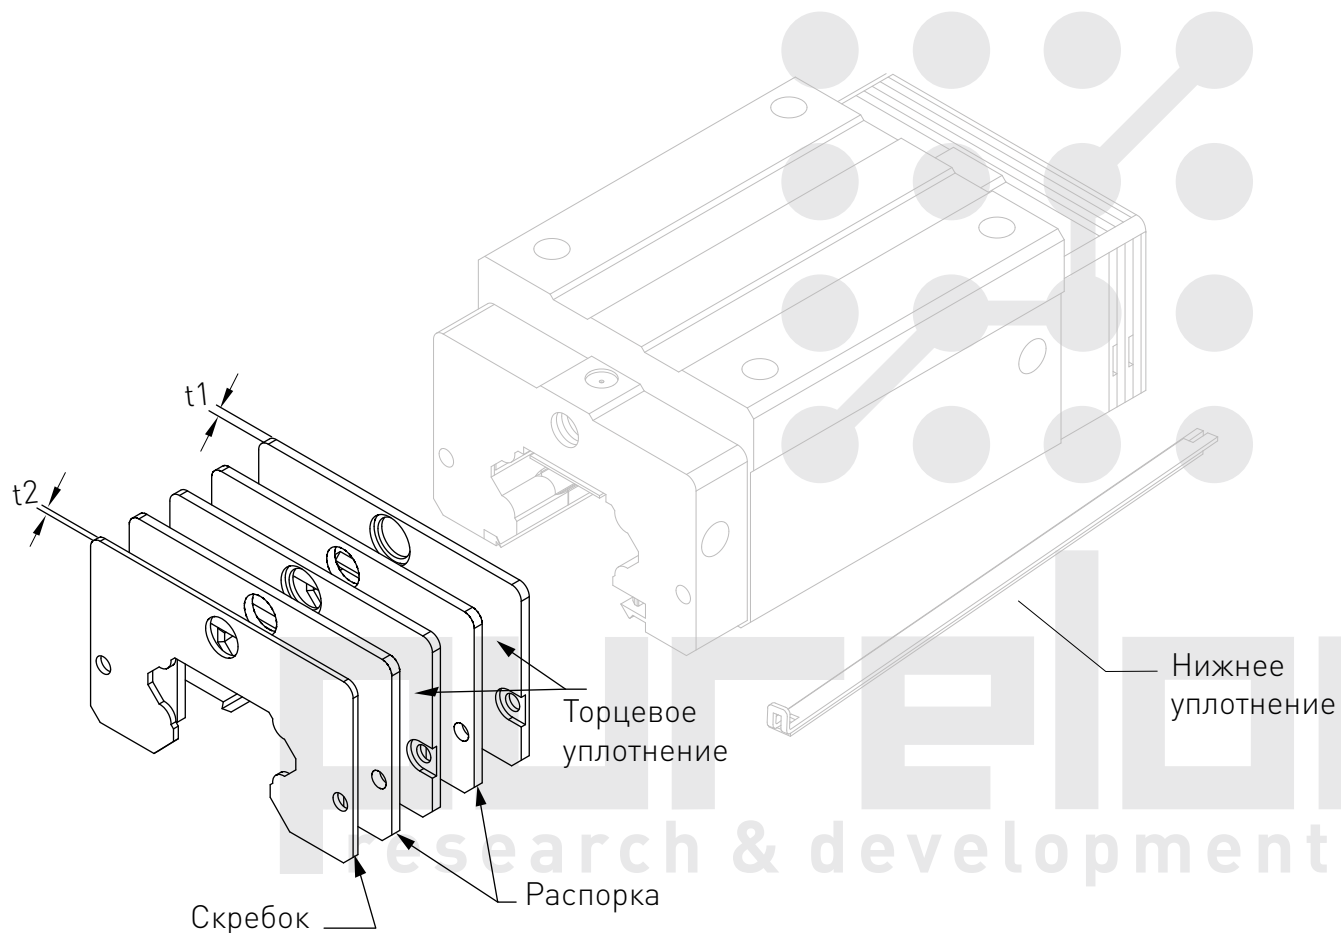 t1
t2
Нижнее
уплотнение
Торцевое
уплотнение
Распорка
Скребок
research & development